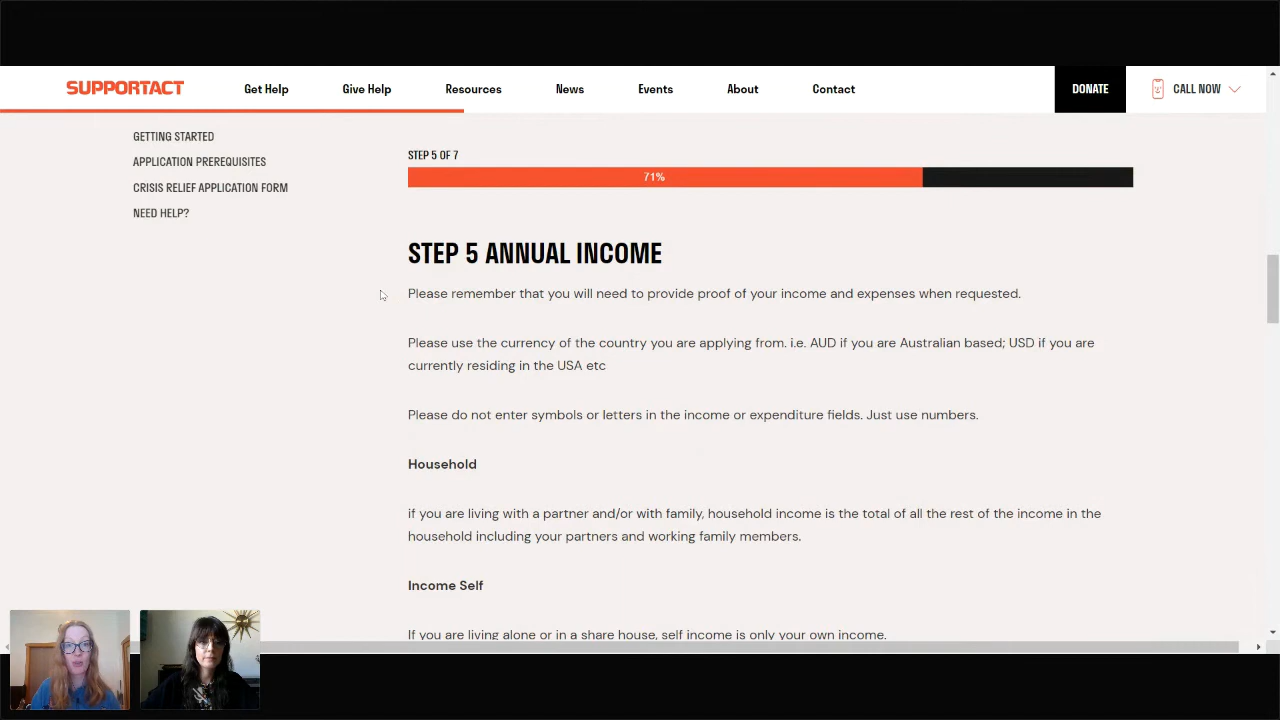 SUPPORTACT
Get Help
Give Help
Resources
News
Events
About
Contact
DONATE
CALL NOW
GETTING STARTED
APPLICATION PREREQUISITES
CRISIS RELIEF APPLICATION FORM
NEED HELP?
STEP 5 OF 7
71%
STEP 5 ANNUAL INCOME
Please remember that you will need to provide proof of your income and expenses when requested.
Please use the currency of the country you are applying from. i.e. AUD if you are Australian based; USD if you are
currently residing in the USA etc
Please do not enter symbols or letters in the income or expenditure fields. Just use numbers.
Household
if you are living with a partner and/or with family, household income is the total of all the rest of the income in the
household including your partners and working family members.
Income Self
If you are living alone or in a share house, self income is only your own income.